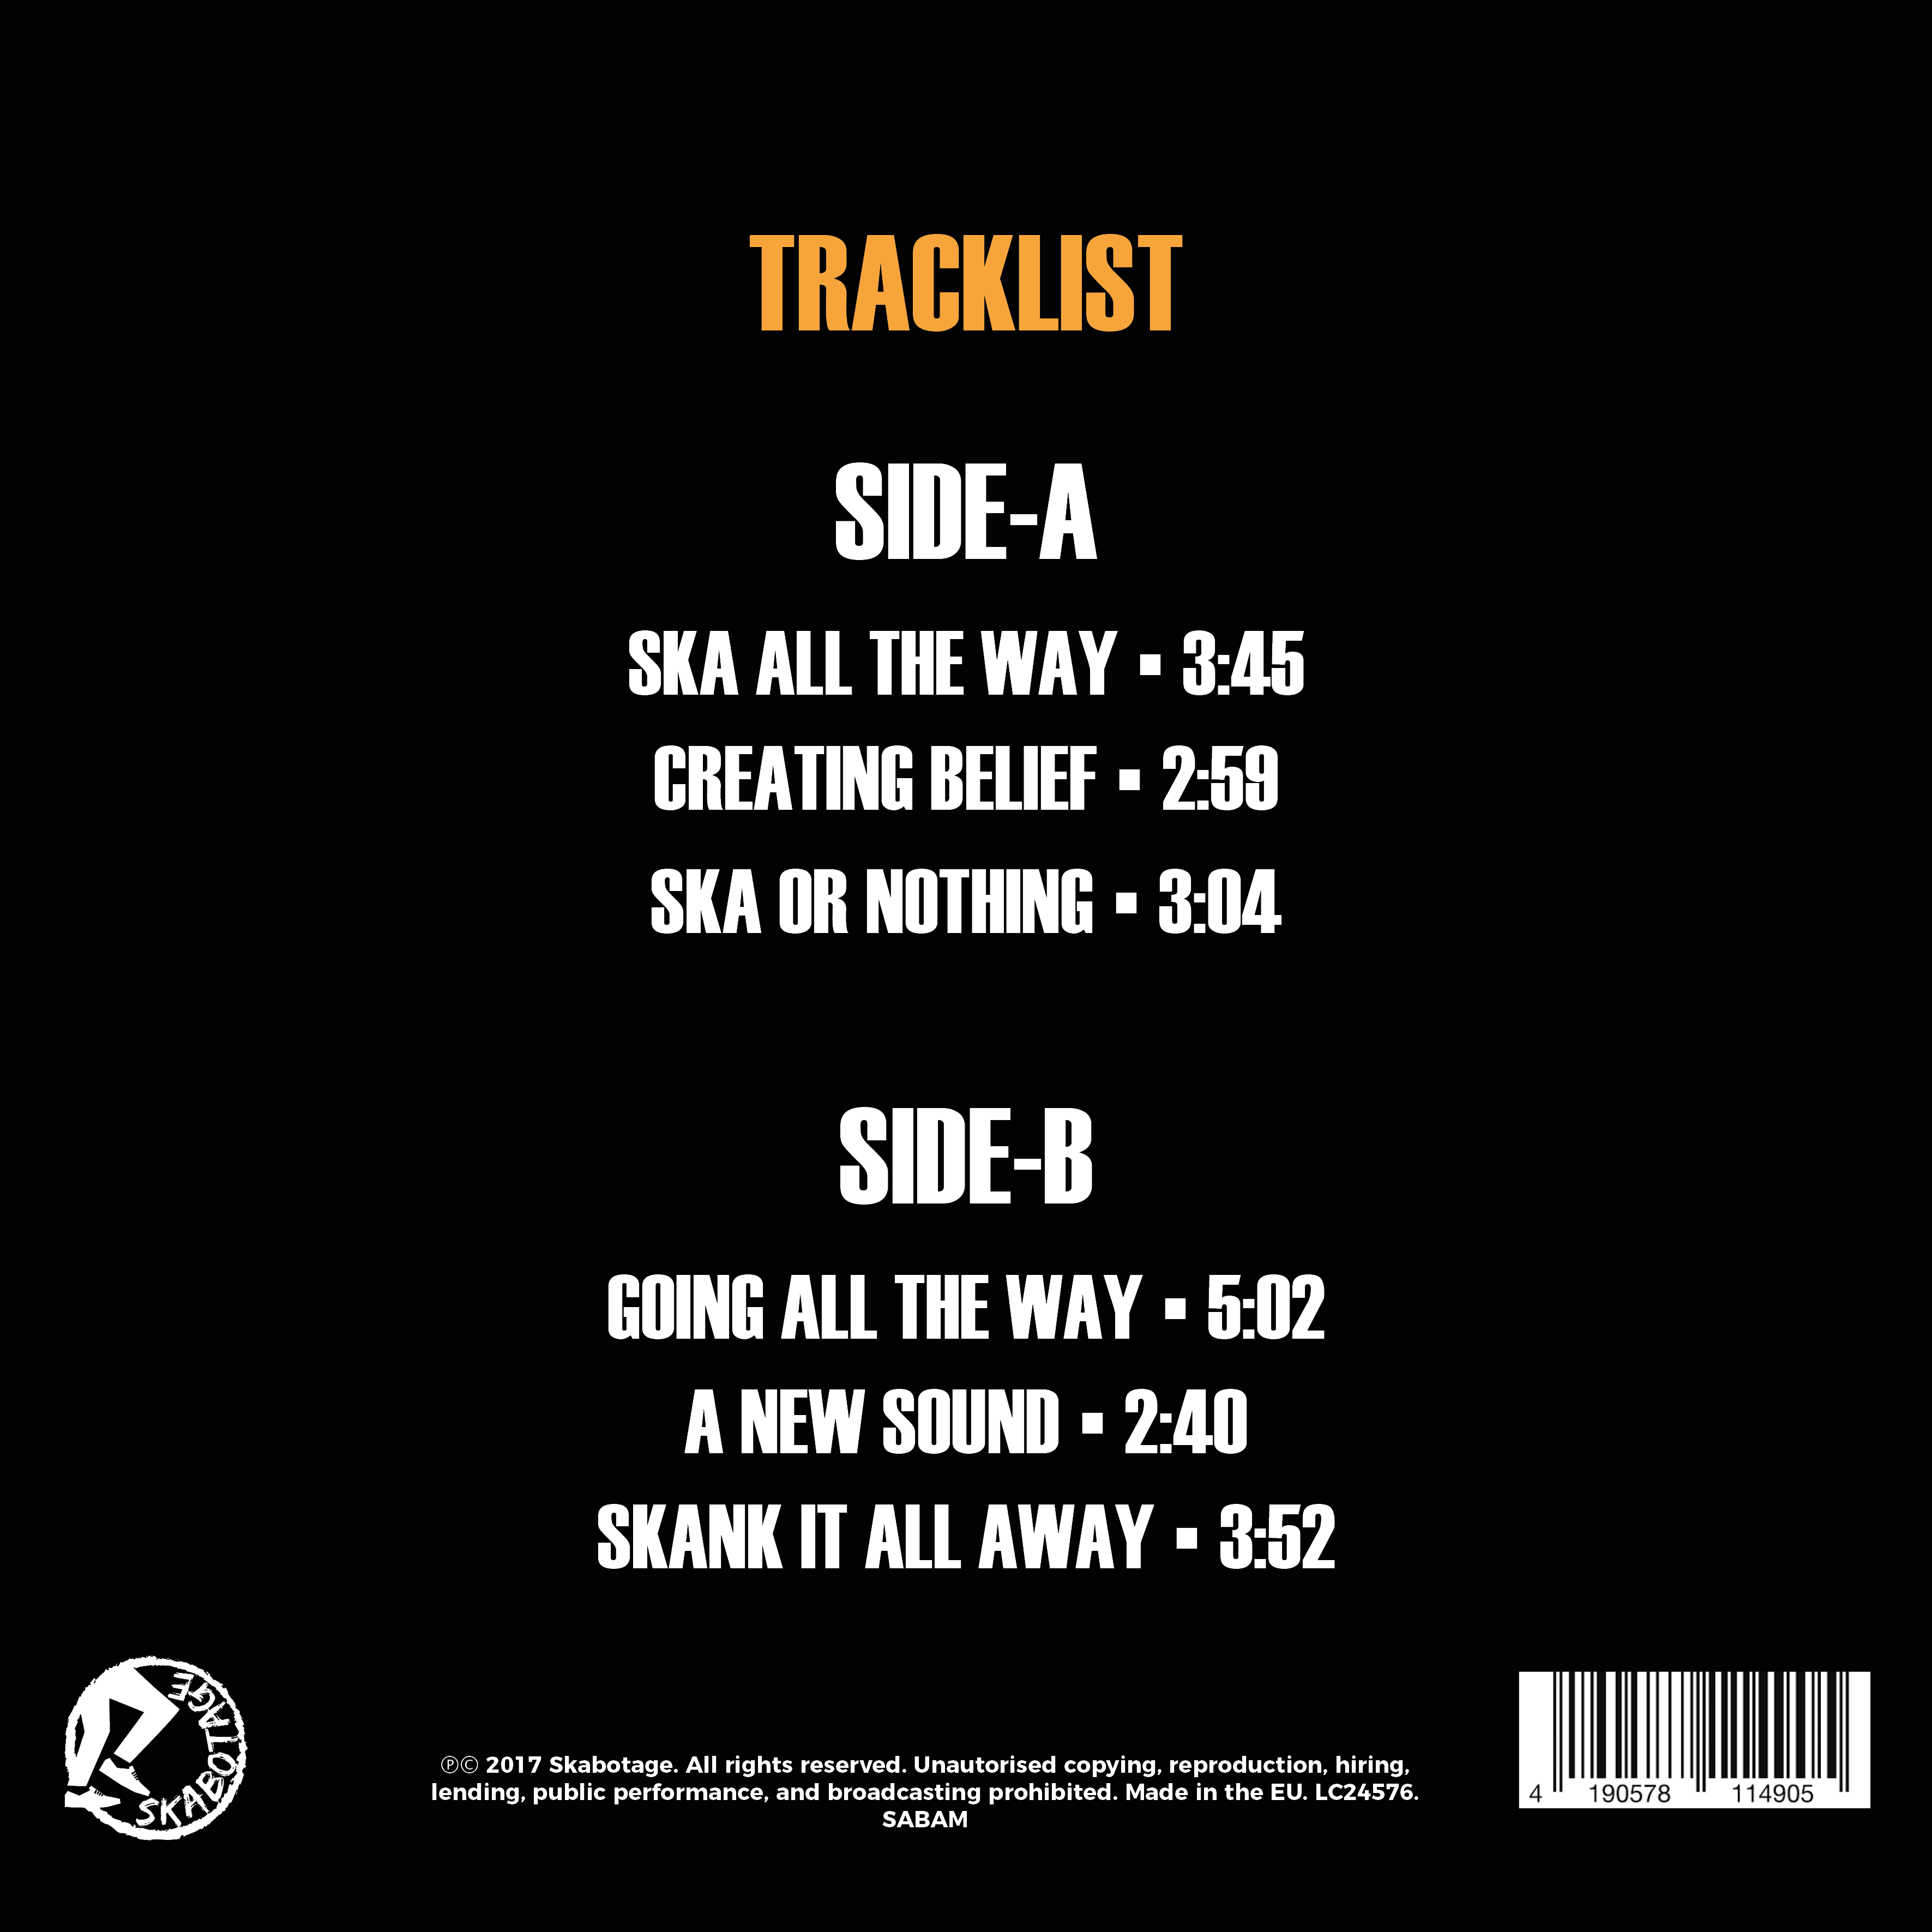 TRACKLIST
SIDE-A
SKA ALL THE WAY ▪ 3:45
CREATING BELIEF ▪ 2:59
SKA OR NOTHING ▪ 3:04
SIDE-B
GOING ALL THE WAY ▪ 5:02
A NEW SOUND ▪ 2:40
SKANK IT ALL AWAY ▪ 3:52
SKABOTAGE
℗© 2017 Skabotage. All rights reserved. Unautorised copying, reproduction, hiring,
lending, public performance, and broadcasting prohibited. Made in the EU. LC24576.
SABAM
4 190578 114905